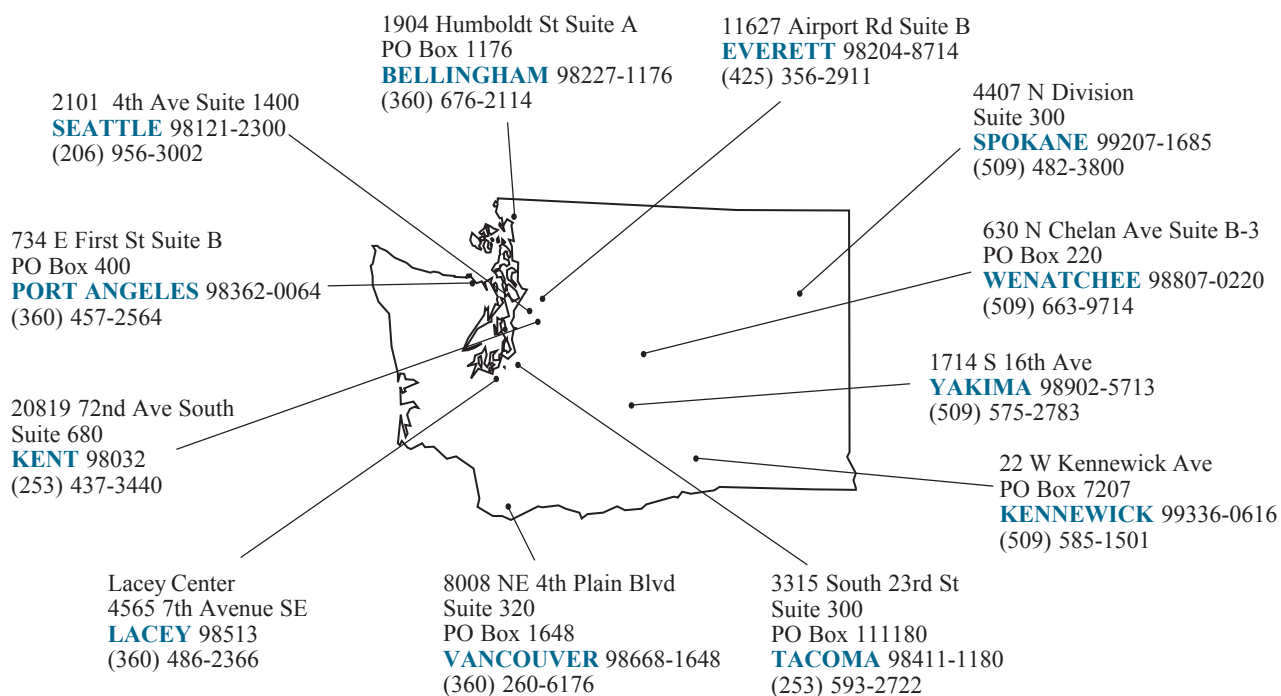 1904 Humboldt St Suite A
PO Box 1176
BELLINGHAM 98227-1176
(360) 676-2114
11627 Airport Rd Suite B
EVERETT 98204-8714
(425) 356-2911
2101 4th Ave Suite 1400
SEATTLE 98121-2300
(206) 956-3002
4407 N Division
Suite 300
SPOKANE 99207-1685
(509) 482-3800
734 E First St Suite B
PO Box 400
PORT ANGELES 98362-0064
(360) 457-2564
630 N Chelan Ave Suite B-3
PO Box 220
WENATCHEE 98807-0220
(509) 663-9714
1714 S 16th Ave
YAKIMA 98902-5713
(509) 575-2783
20819 72nd Ave South
Suite 680
KENT 98032
(253) 437-3440
22 W Kennewick Ave
PO Box 7207
KENNEWICK 99336-0616
(509) 585-1501
Lacey Center
4565 7th Avenue SE
LACEY 98513
(360) 486-2366
8008 NE 4th Plain Blvd
Suite 320
PO Box 1648
VANCOUVER 98668-1648
(360) 260-6176
3315 South 23rd St
Suite 300
PO Box 111180
TACOMA 98411-1180
(253) 593-2722